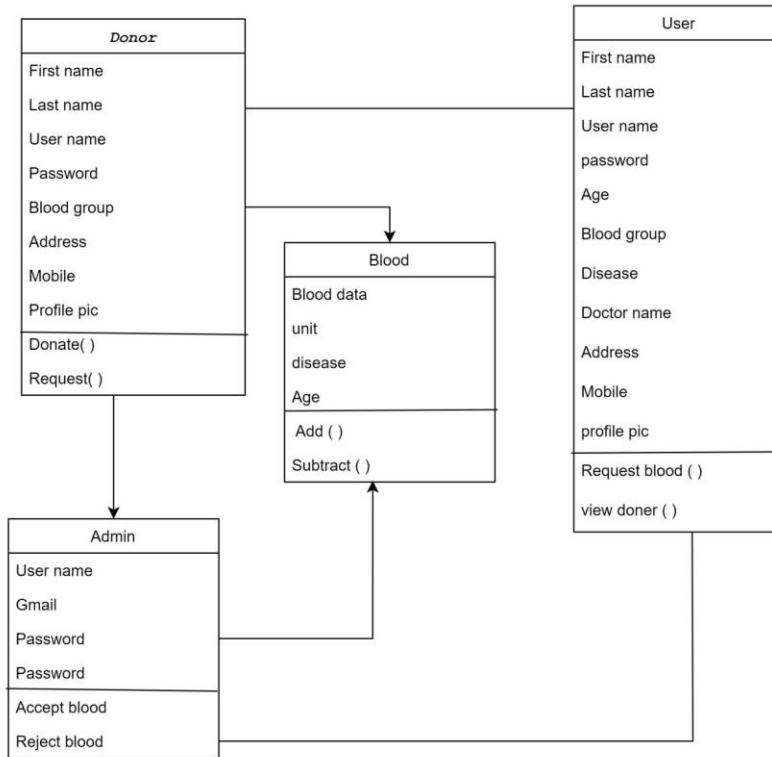 Donor
First name
Last name
User name
Password
Blood group
Address
Mobile
Profile pic
Donate( )
Request( )
User
First name
Last name
User name
password
Age
Blood group
Disease
Doctor name
Address
Mobile
profile pic
Request blood ( )
view doner ( )
Blood
Blood data
unit
disease
Age
Add ( )
Subtract ( )
Admin
User name
Gmail
Password
Password
Accept blood
Reject blood